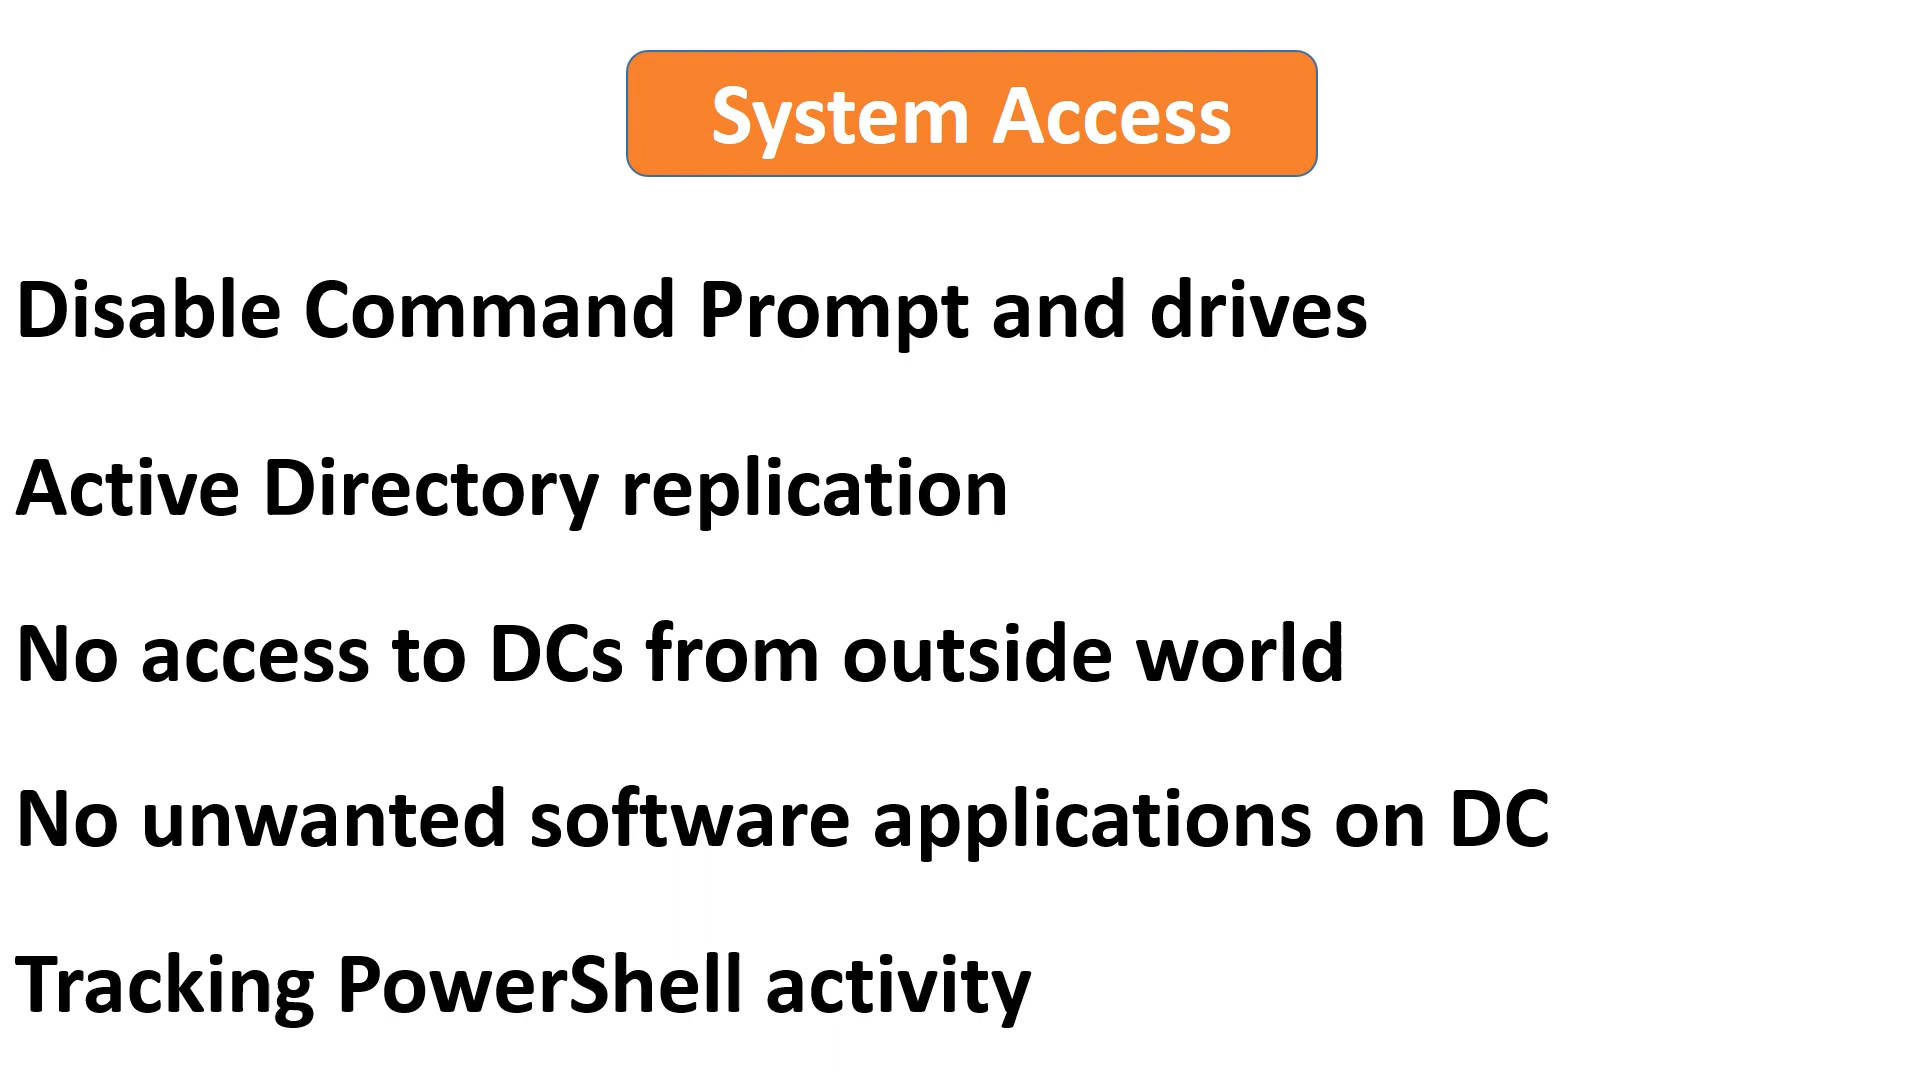 System Access
Disable Command Prompt and drives
Active Directory replication
No access to DCs from outside world
No unwanted software applications on DC
Tracking PowerShell activity